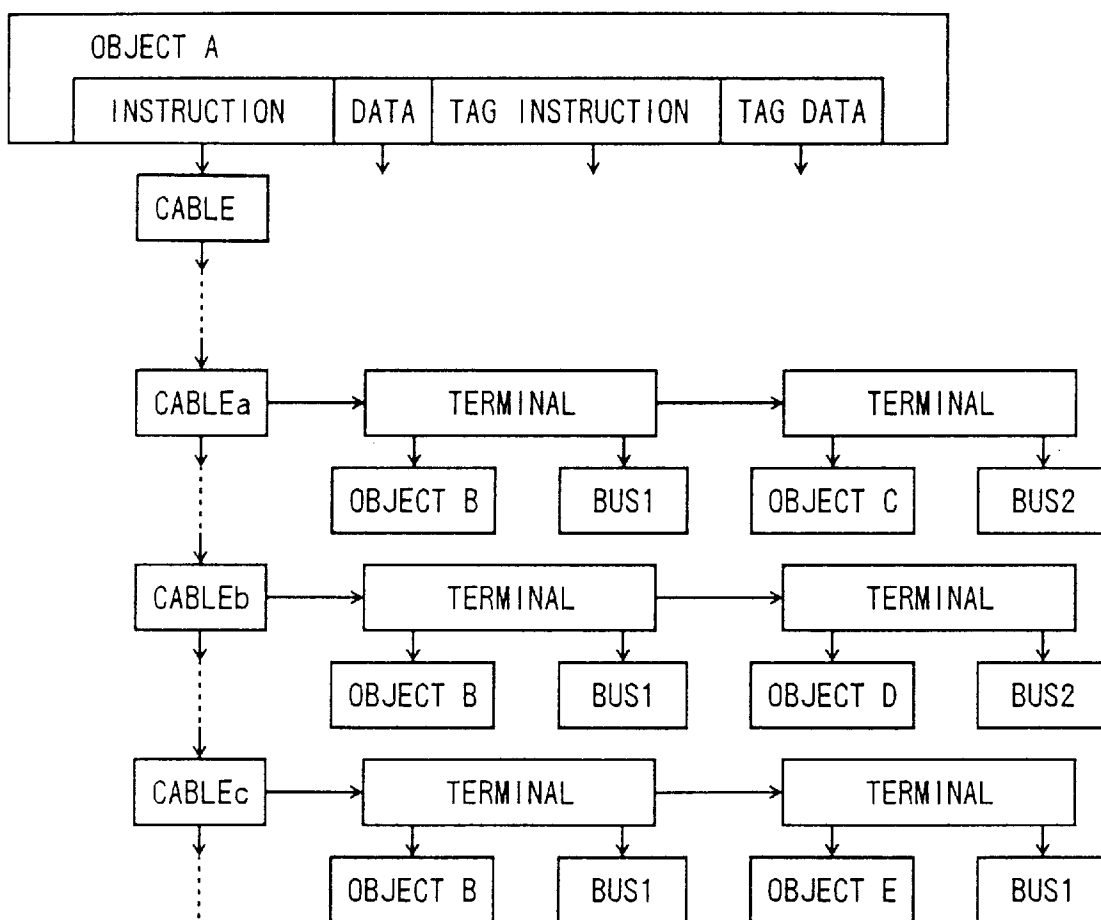 OBJECT A
INSTRUCTION DATA TAG INSTRUCTION TAG DATA
CABLE
CABLEa TERMINAL TERMINAL
OBJECT B BUS1 OBJECT C BUS2
CABLEb TERMINAL TERMINAL
OBJECT B BUS1 OBJECT D BUS2
CABLEc TERMINAL TERMINAL
OBJECT B BUS1 OBJECT E BUS1